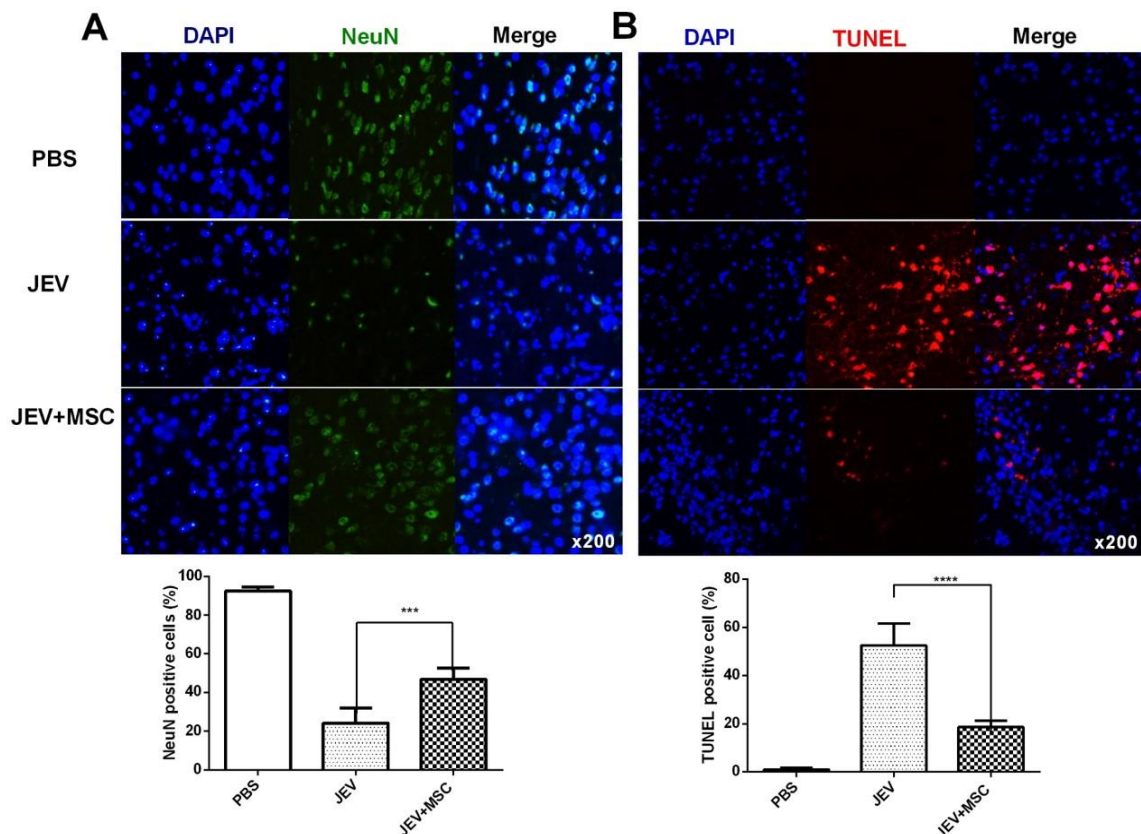 A
DAPI
NeuN
Merge
PBS
JEV
JEV+MSC
x200
B
DAPI
TUNEL
Merge
x200
NeuN positive cells (%)
100
80
60
40
20
0
***
PBS
JEV
JEV+MSC
TUNEL positive cell (%)
80
60
40
20
0
****
PBS
JEV
JEV+MSC